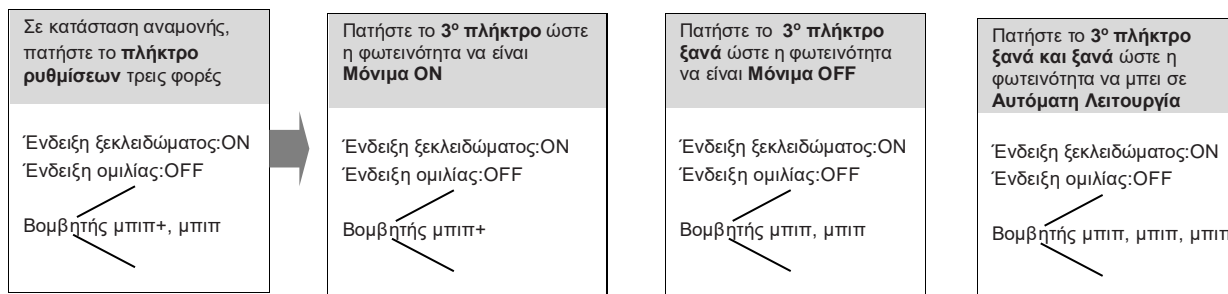 Σε κατάσταση αναμονής,
πατήστε το πλήκτρο
ρυθμίσεων τρεις φορές
Ένδειξη ξεκλειδώματος:ON
Ένδειξη ομιλίας:OFF
Βομβητής μπιπ+, μπιπ
Πατήστε το 3º πλήκτρο ώστε
η φωτεινότητα να είναι
Μόνιμα ON
Ένδειξη ξεκλειδώματος:ON
Ένδειξη ομιλίας:OFF
Βομβητής μπιπ+
Πατήστε το 3º πλήκτρο
ξανά ώστε η φωτεινότητα
να είναι Μόνιμα OFF
Ένδειξη ξεκλειδώματος:ON
Ένδειξη ομιλίας:OFF
Βομβητής μπιπ, μπιπ
Πατήστε το 3º πλήκτρο
ξανά και ξανά ώστε η
φωτεινότητα να μπει σε
Αυτόματη Λειτουργία
Ένδειξη ξεκλειδώματος:ON
Ένδειξη ομιλίας:OFF
Βομβητής μπιπ, μπιπ, μπιπ